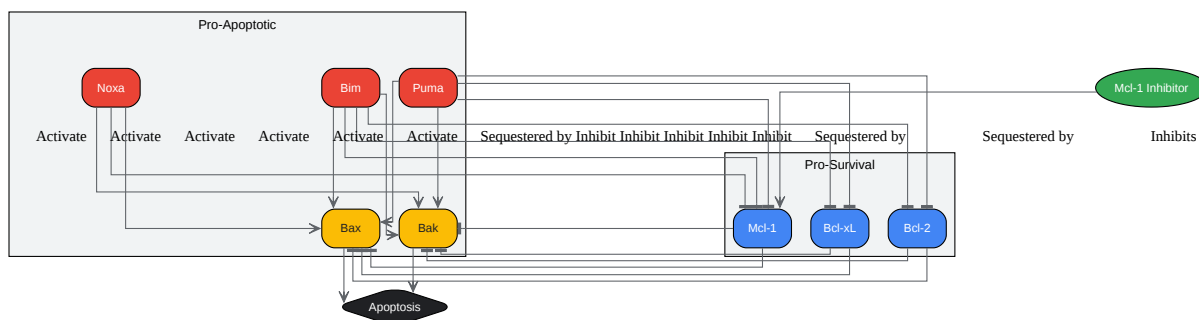 Pro-Apoptotic
Noxa
Bim
Puma
Mcl-1 Inhibitor
Activate
Activate
Activate
Activate
Activate
Activate
Sequestered by
Inhibit
Inhibit
Inhibit
Inhibit
Inhibit
Sequestered by
Sequestered by
Inhibits
Pro-Survival
Bax
Bak
Mcl-1
Bcl-xL
Bcl-2
Apoptosis